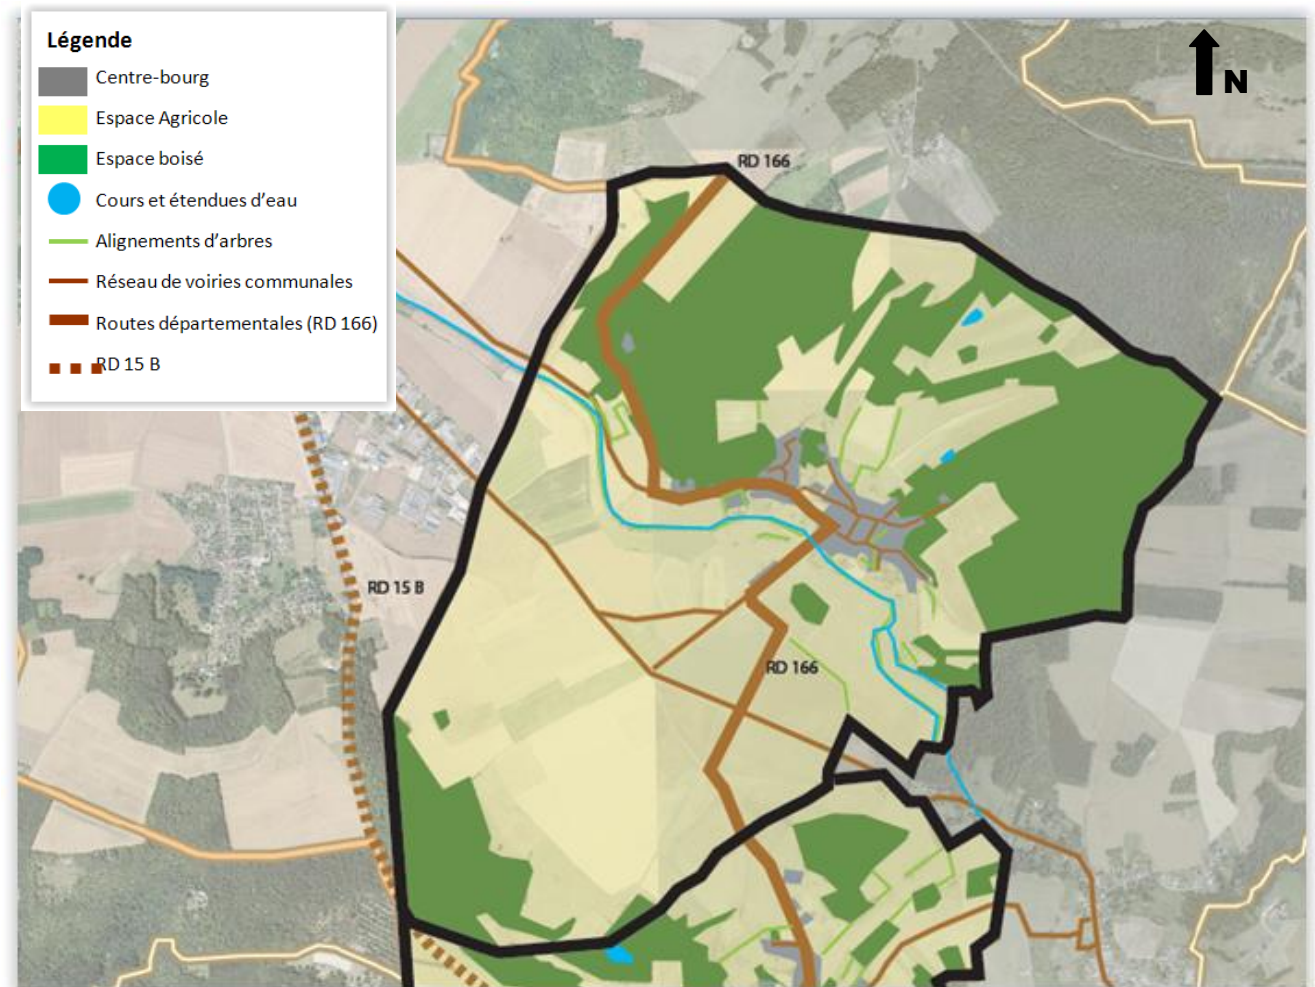 Légende
Centre-bourg
Espace Agricole
Espace boisé
Cours et étendues d'eau
Alignements d'arbres
Réseau de voiries communales
Routes départementales (RD 166)
RD 15 B
N
RD 166
RD 15 B
RD 166